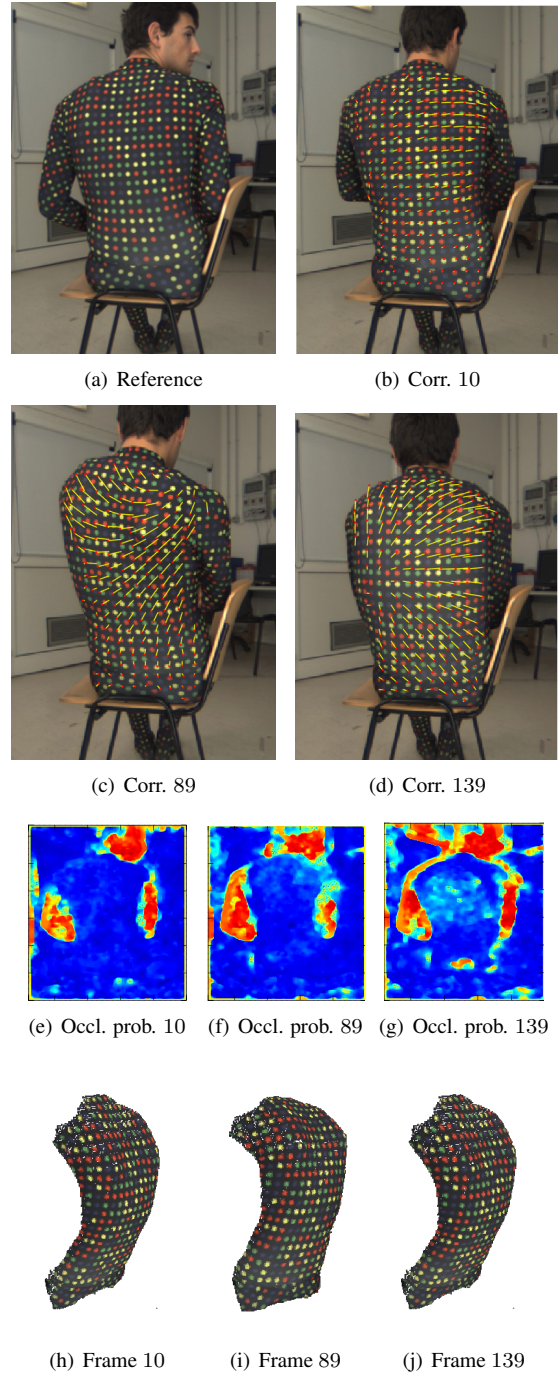 (a) Reference
(b) Corr. 10
(c) Corr. 89
(d) Corr. 139
(e) Occl. prob. 10
(f) Occl. prob. 89
(g) Occl. prob. 139
(h) Frame 10
(i) Frame 89
(j) Frame 139